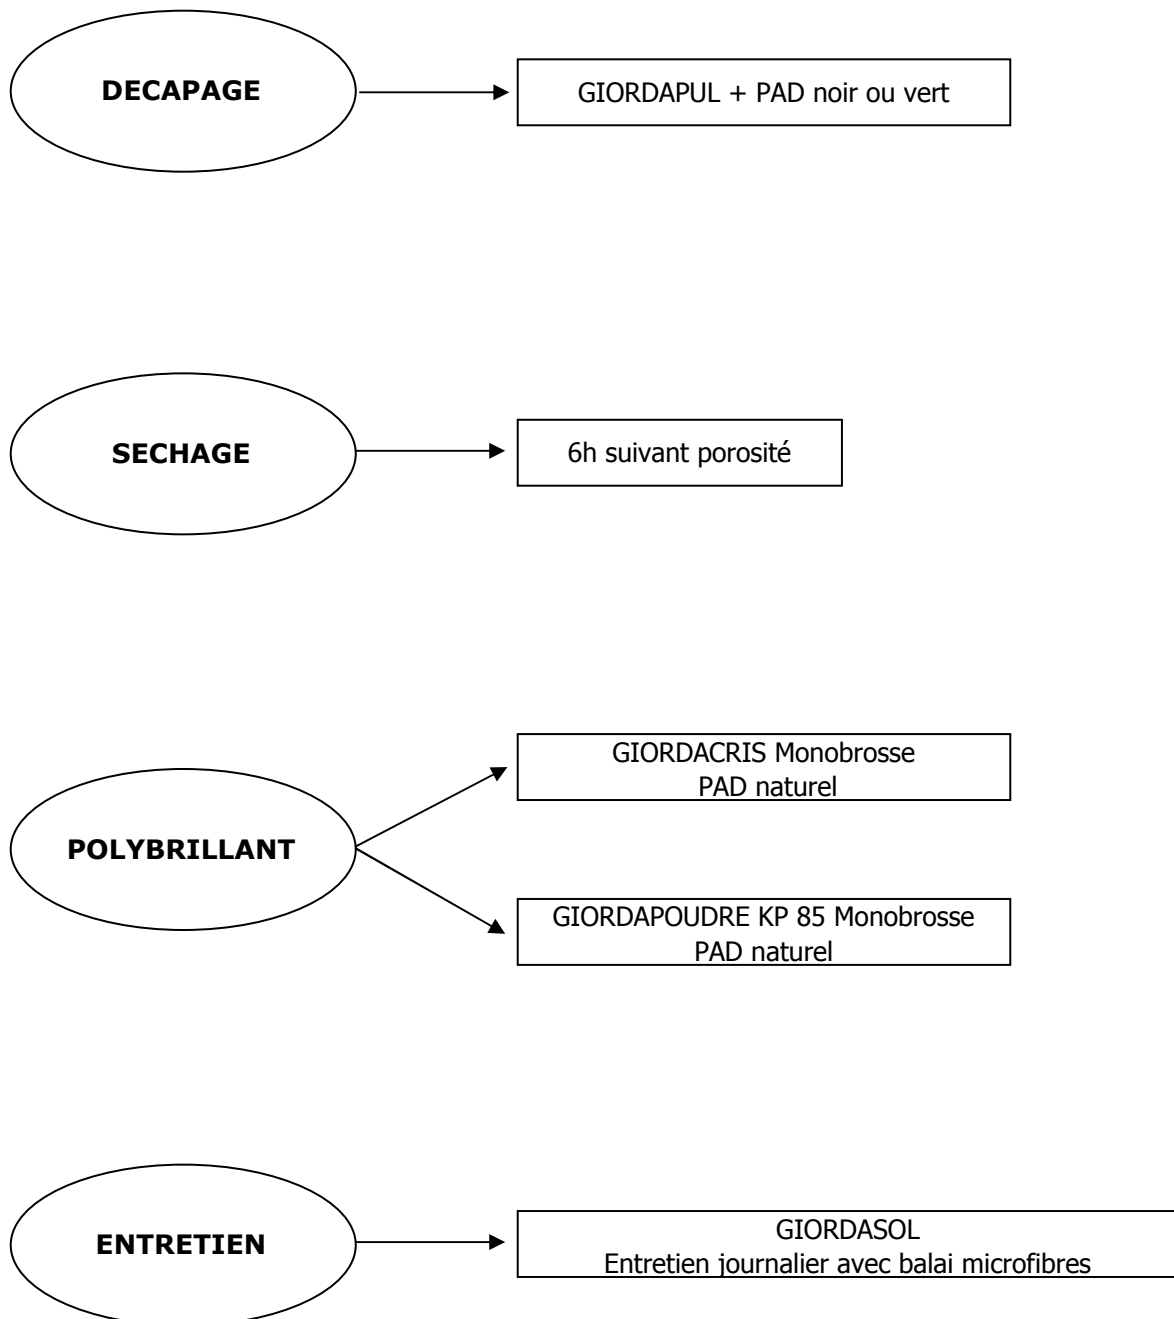 DECAPAGE
GIORDAPUL + PAD noir ou vert
SECHAGE
6h suivant porosité
POLYBRILLANT
GIORDACRIS Monobrosse
PAD naturel
GIORDAPOUDRE KP 85 Monobrosse
PAD naturel
ENTRETIEN
GIORDASOL
Entretien journalier avec balai microfibres